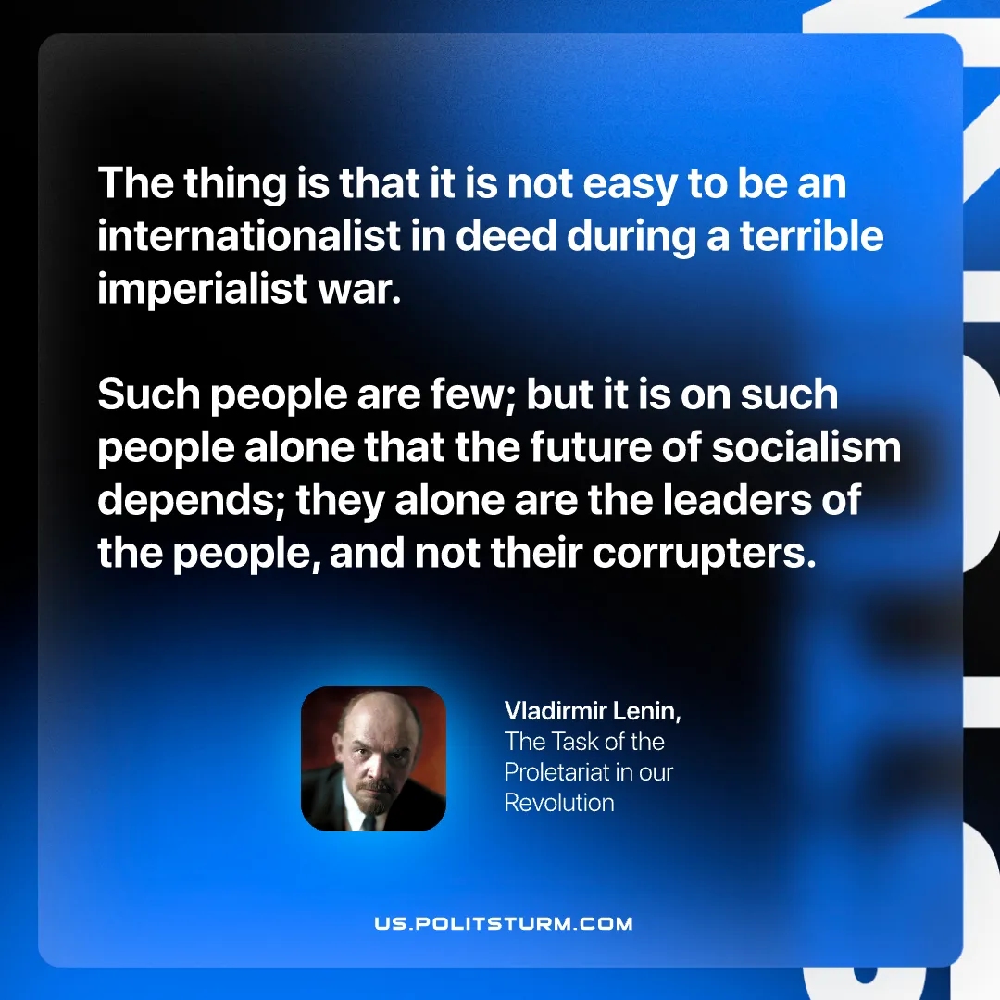 The thing is that it is not easy to be an
internationalist in deed during a terrible
imperialist war.
Such people are few; but it is on such
people alone that the future of socialism
depends; they alone are the leaders of
the people, and not their corrupters.
Vladirmir Lenin,
The Task of the
Proletariat in our
Revolution
US.POLITSTURM.COM